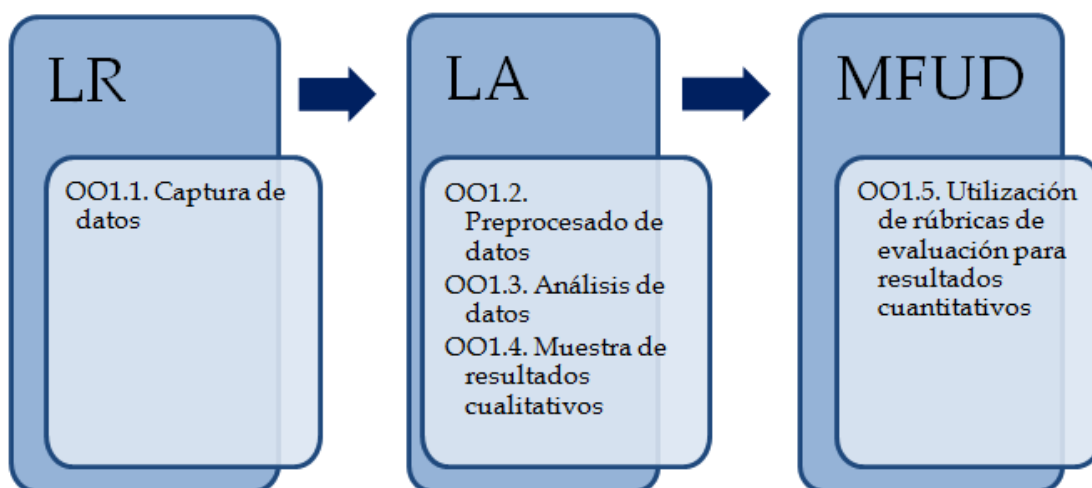 LR
OO1.1. Captura de
datos
LA
OO1.2.
Preprocesado de
datos
OO1.3. Análisis de
datos
OO1.4. Muestra de
resultados
cualitativos
MFUD
OO1.5. Utilización
de rúbricas de
evaluación para
resultados
cuantitativos